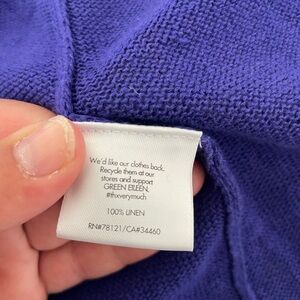 We'd like our clothes back.
Recycle them at our
stores and support
GREEN EILEEN.
#thxverymuch
100% LINEN
RN#78121/CA#34460